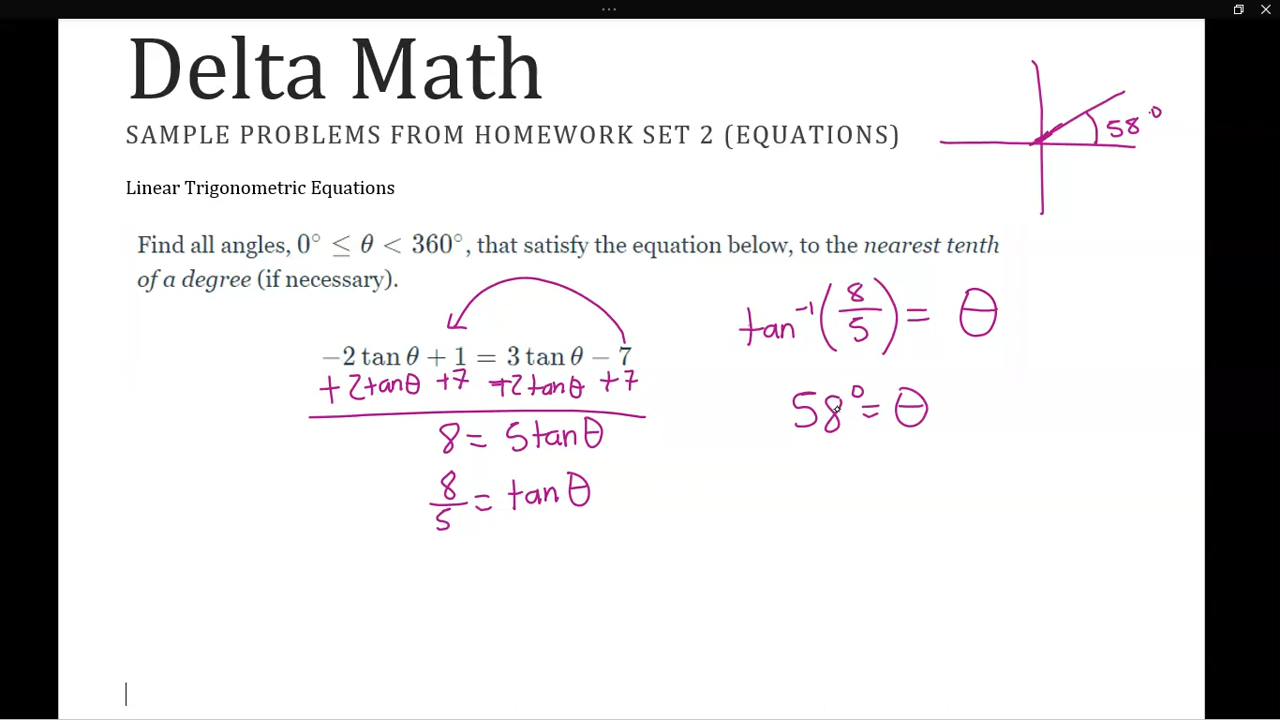 Delta Math
SAMPLE PROBLEMS FROM HOMEWORK SET 2 (EQUATIONS)
58°
Linear Trigonometric Equations
Find all angles, 0° ≤ θ < 360°, that satisfy the equation below, to the nearest tenth
of a degree (if necessary).
−2 tan θ + 1 = 3 tan θ − 7
+2tanθ +7 +2tanθ +7
8 = 5tanθ
8/5 = tanθ
tan⁻¹(8/5) = θ
58° = θ